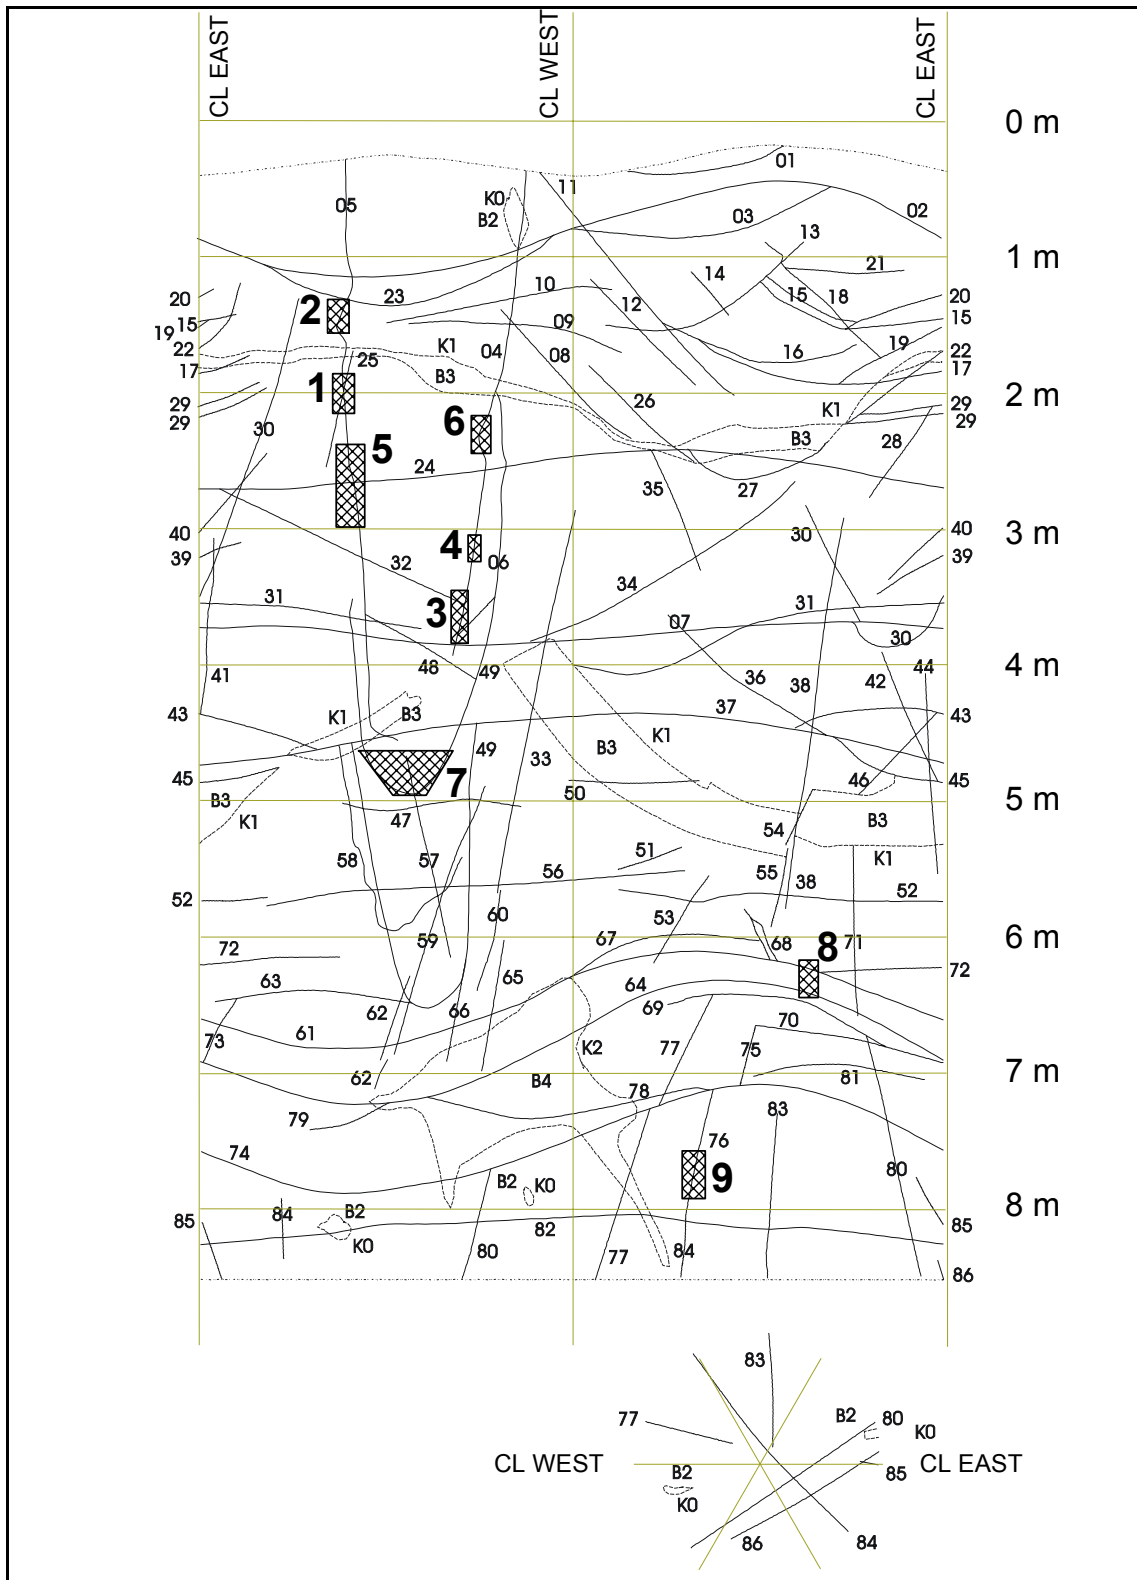 CL EAST CL WEST CL EAST
0 m
01
K0 11
05 B2 03 02
13
1 m
21
14
20 23 10 15 18 20
2 12
15 09 15
19 16 19
22 K1 04 08 22
25
17 B3 17
2 m
1 26 29
29 K1
29 6 29
30 5 B3 28
24
35 27
3 m
40 30 40
39 4 39
32 06
34
31 3 31
07
30
4 m
48 49 44
41 36 38 42
43 K1 B3 37 43
K1
49 B3
33
45 7 46 45
50
5 m
B3 47 B3
K1 54
51 K1
58 57 56 55
38 52
52 60 53
6 m
72 59 67 68 8 71
72
63 65 64
62 66 69
61 70
73 K2 77 75
7 m
62 B4 81
78
79 83
74 76
80
B2 9
K0
8 m
85 84 B2 85
K0 80 82 77 84
86
83
77 B2 80
K0
CL WEST CL EAST
B2 85
K0
86 84